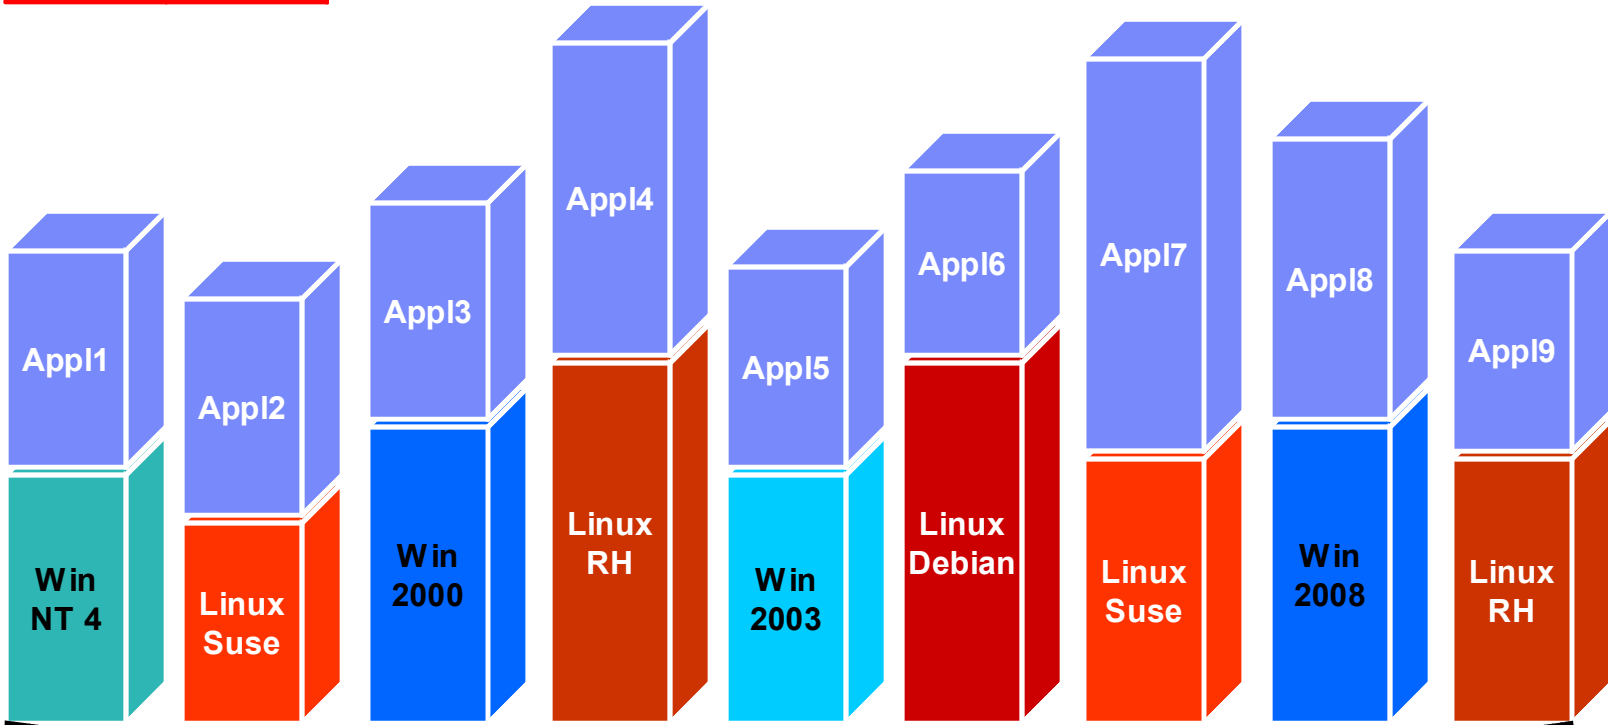 Appl1
Appl2
Appl3
Appl4
Appl5
Appl6
Appl7
Appl8
Appl9
Win
NT 4
Linux
Suse
Win
2000
Linux
RH
Win
2003
Linux
Debian
Linux
Suse
Win
2008
Linux
RH